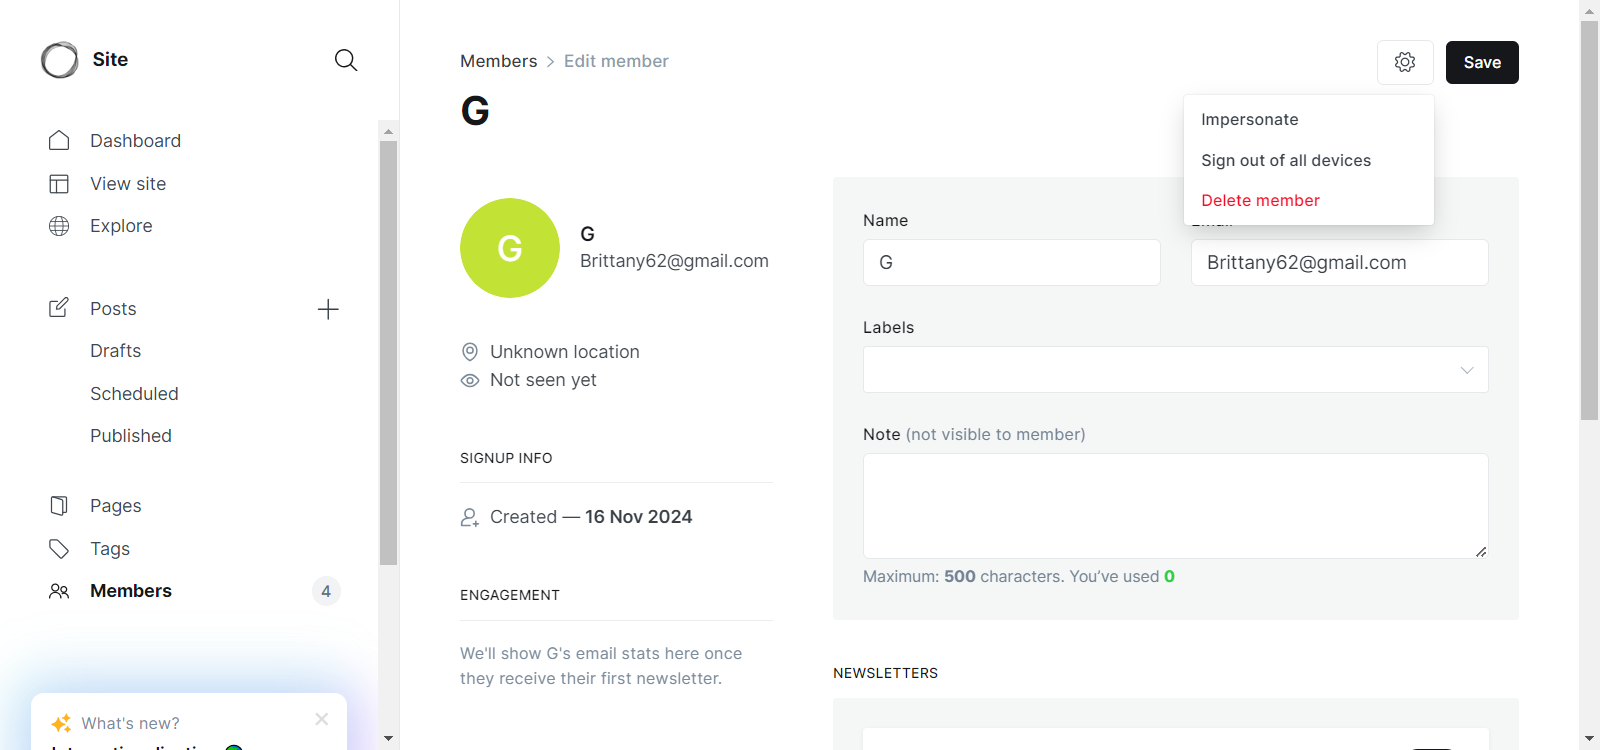 Site
Dashboard
View site
Explore
Posts
Drafts
Scheduled
Published
Pages
Tags
Members
4
What's new?
Members > Edit member
Save
G
Impersonate
Sign out of all devices
Delete member
G
G
Brittany62@gmail.com
Unknown location
Not seen yet
SIGNUP INFO
Created — 16 Nov 2024
ENGAGEMENT
We'll show G's email stats here once
they receive their first newsletter.
Name
G
Brittany62@gmail.com
Labels
Note (not visible to member)
Maximum: 500 characters. You’ve used 0
NEWSLETTERS